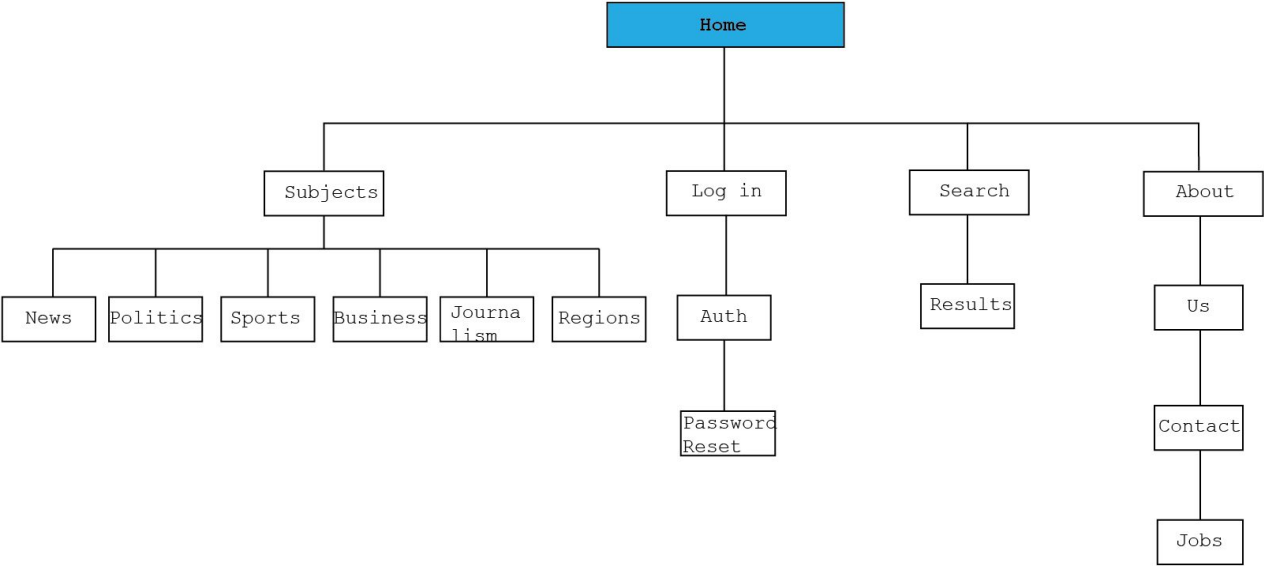 Home
Subjects
Log in
Search
About
News
Politics
Sports
Business
Journa
lism
Regions
Auth
Results
Us
Password
Reset
Contact
Jobs